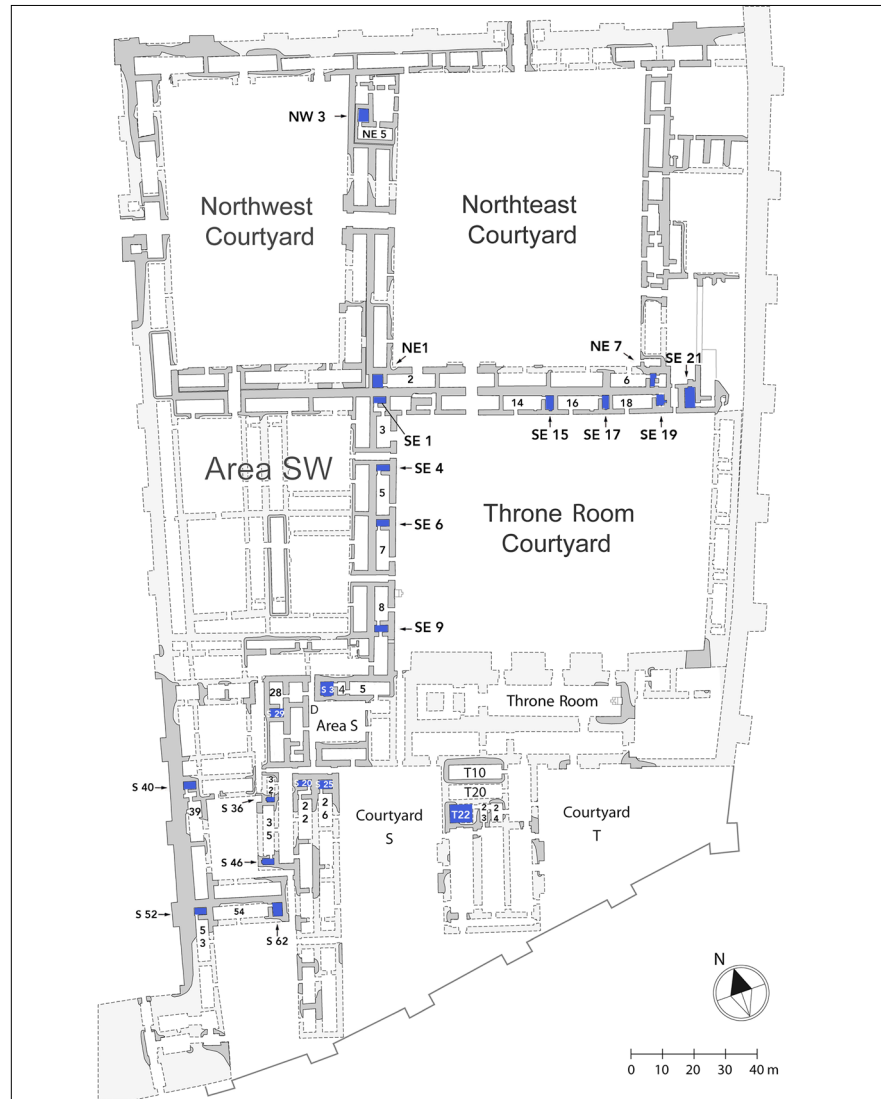 NW 3
NE 5
Northwest
Courtyard
Northteast
Courtyard
NE1
NE 7
SE 21
2
6
14
16
18
SE 15
SE 17
SE 19
3
SE 1
Area SW
SE 4
5
SE 6
7
Throne Room
Courtyard
8
SE 9
28
S 3
4
5
S 29
D
Area S
Throne Room
T10
T20
S 40
S 36
3
2
S 20
S 25
39
3
5
2
2
2
6
Courtyard
S
T22
2
3
2
4
Courtyard
T
S 46
S 52
54
5
3
S 62
N
0 10 20 40 m